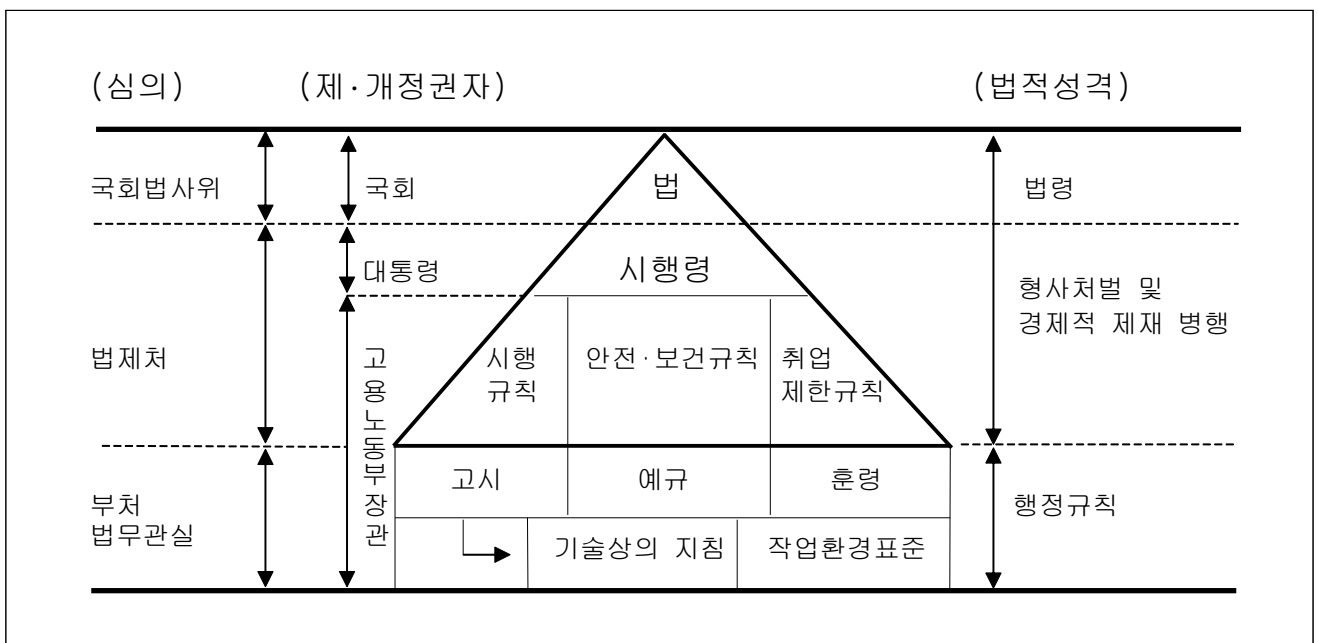 (심의) (제·개정권자) (법적성격)
국회법사위 국회 법 법령
대통령 시행령
형사처벌 및
경제적 제재 병행
법제처
고용노동부장관
시행
규칙
안전·보건규칙
취업
제한규칙
고시 예규 훈령
부처
법무관실
행정규칙
기술상의 지침 작업환경표준